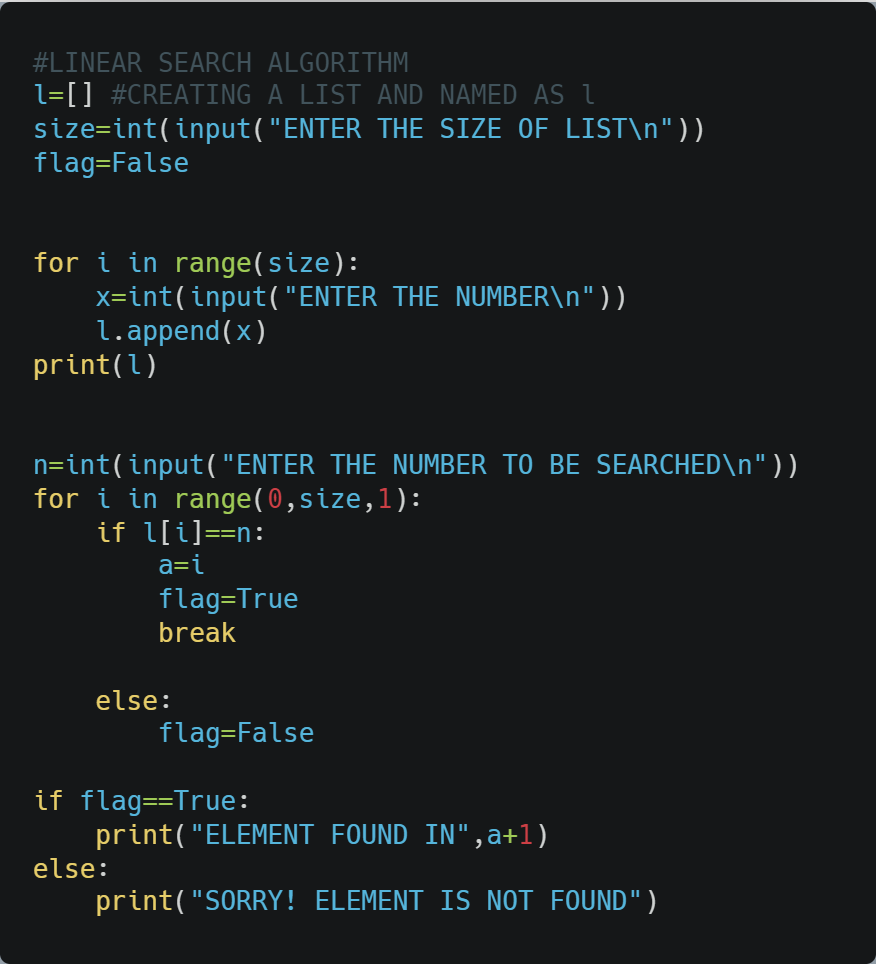 #LINEAR SEARCH ALGORITHM
l=[] #CREATING A LIST AND NAMED AS l
size=int(input("ENTER THE SIZE OF LIST\n"))
flag=False
for i in range(size):
    x=int(input("ENTER THE NUMBER\n"))
    l.append(x)
print(l)
n=int(input("ENTER THE NUMBER TO BE SEARCHED\n"))
for i in range(0,size,1):
    if l[i]==n:
        a=i
        flag=True
        break
    else:
        flag=False
if flag==True:
    print("ELEMENT FOUND IN",a+1)
else:
    print("SORRY! ELEMENT IS NOT FOUND")